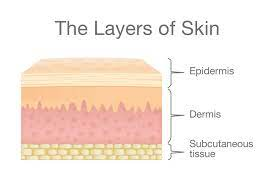 The Layers of Skin
Epidermis
Dermis
Subcutaneous
tissue